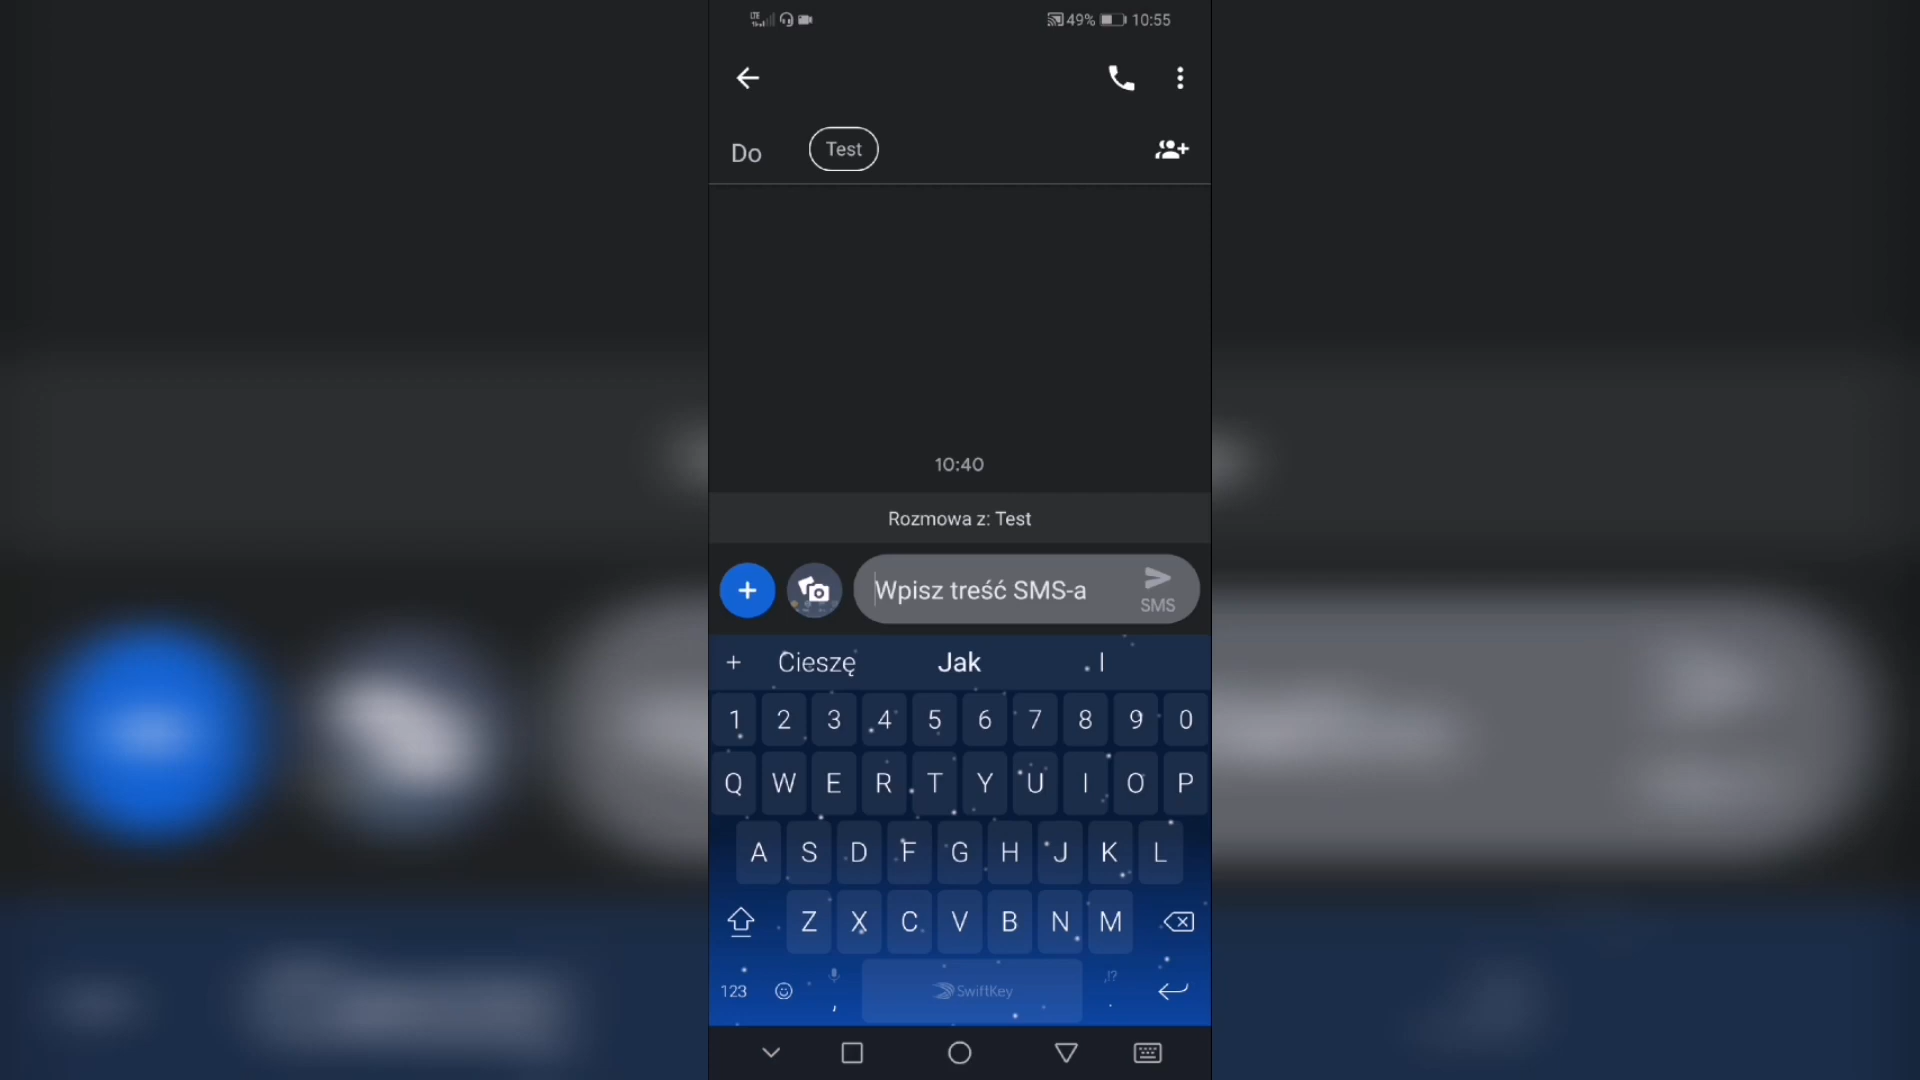 LTE
49% 10:55
Do Test
10:40
Rozmowa z: Test
Wpisz treść SMS-a
SMS
+ Cieszę Jak I
1 2 3 4 5 6 7 8 9 0
Q W E R T Y U I O P
A S D F G H J K L
Z X C V B N M
123 , SwiftKey ,!? .